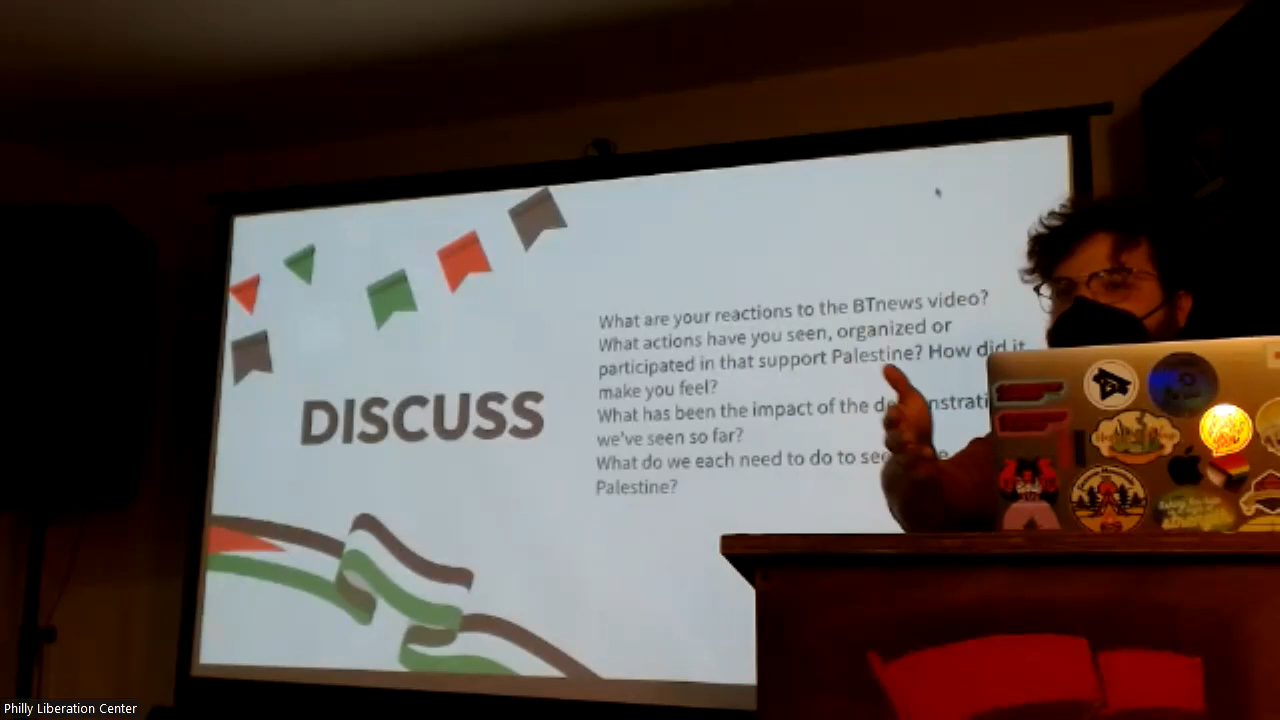 What are your reactions to the BTnews video?
What actions have you seen, organized or
participated in that support Palestine? How did it
make you feel?
What has been the impact of the
we've seen so far?
What do we each need to do to
Palestine?
DISCUSS
Philly Liberation Center